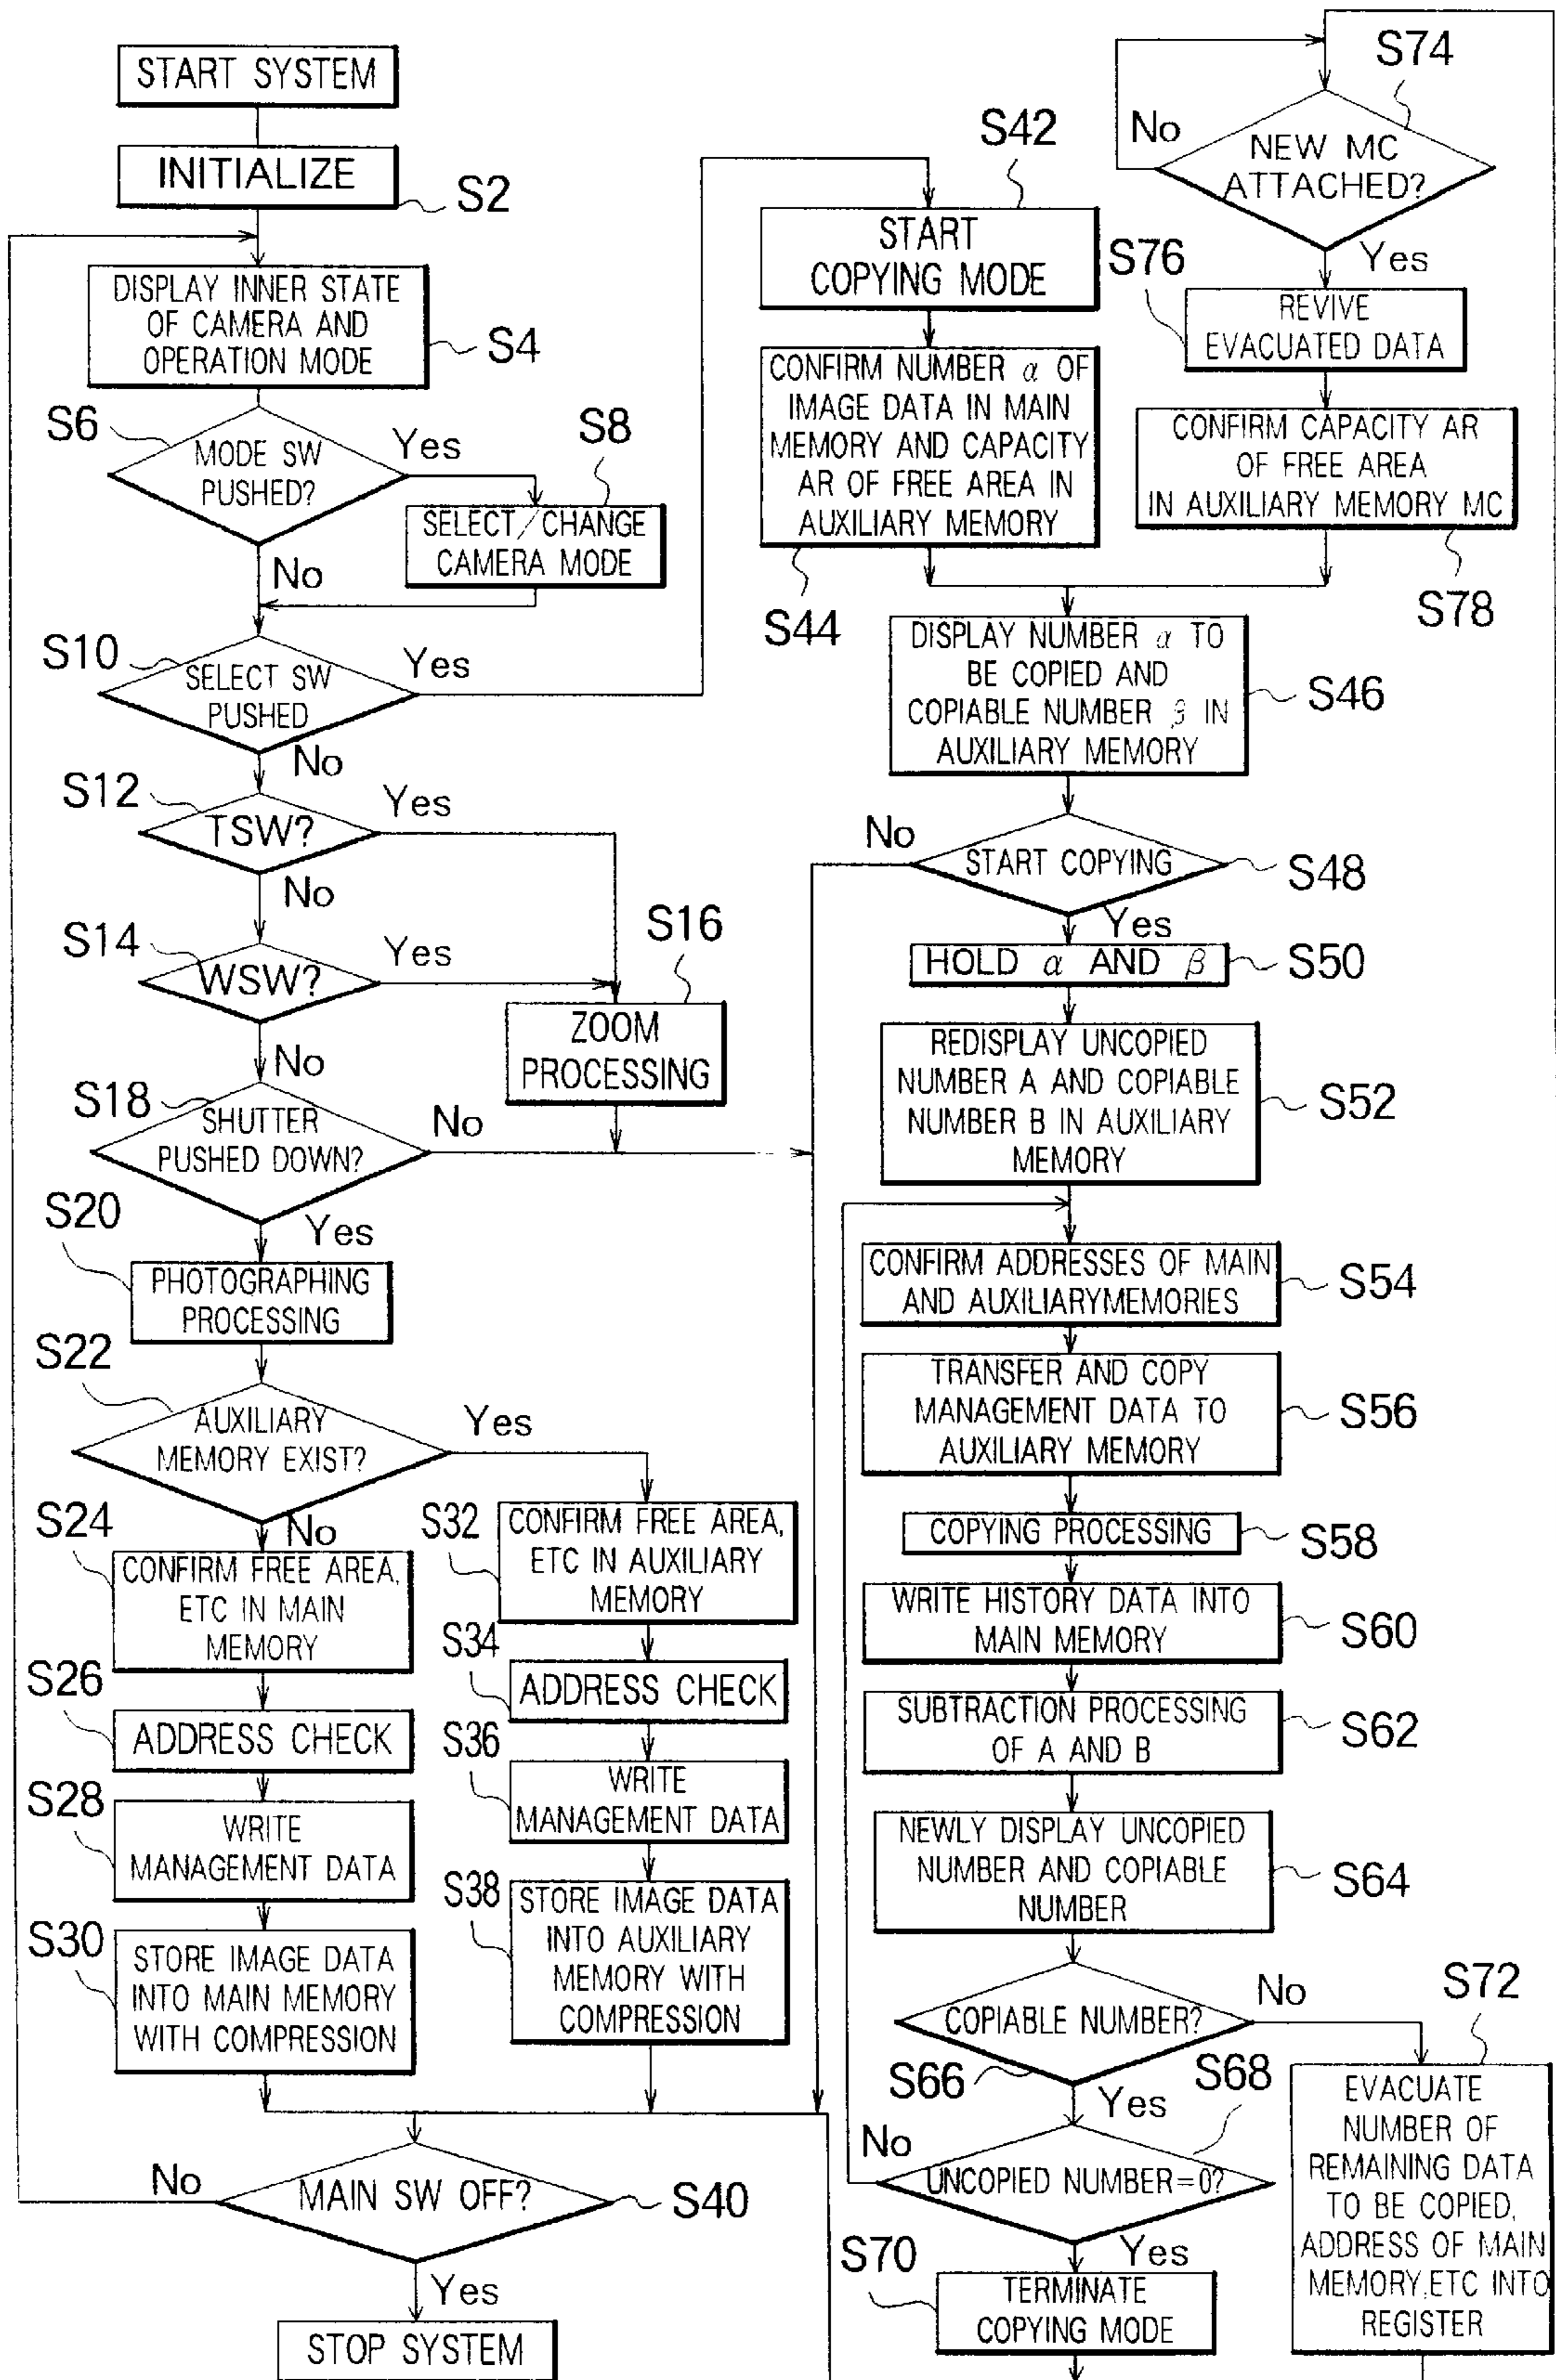 START SYSTEM
INITIALIZE
S2
DISPLAY INNER STATE
OF CAMERA AND
OPERATION MODE
S4
S6
MODE SW
PUSHED?
Yes
No
S8
SELECT/CHANGE
CAMERA MODE
S10
SELECT SW
PUSHED
Yes
No
S12
TSW?
Yes
No
S14
WSW?
Yes
No
S16
ZOOM
PROCESSING
S18
SHUTTER
PUSHED DOWN?
No
Yes
S20
PHOTOGRAPHING
PROCESSING
S22
AUXILIARY
MEMORY EXIST?
Yes
No
S24
CONFIRM FREE AREA,
ETC IN MAIN
MEMORY
S26
ADDRESS CHECK
S28
WRITE
MANAGEMENT DATA
S30
STORE IMAGE DATA
INTO MAIN MEMORY
WITH COMPRESSION
S32
CONFIRM FREE AREA,
ETC IN AUXILIARY
MEMORY
S34
ADDRESS CHECK
S36
WRITE
MANAGEMENT DATA
S38
STORE IMAGE DATA
INTO AUXILIARY
MEMORY WITH
COMPRESSION
No
MAIN SW OFF?
S40
Yes
STOP SYSTEM
S42
START
COPYING MODE
CONFIRM NUMBER α OF
IMAGE DATA IN MAIN
MEMORY AND CAPACITY
AR OF FREE AREA IN
AUXILIARY MEMORY
S44
DISPLAY NUMBER α TO
BE COPIED AND
COPIABLE NUMBER β IN
AUXILIARY MEMORY
S46
No
START COPYING
S48
Yes
HOLD α AND β
S50
REDISPLAY UNCOPIED
NUMBER A AND COPIABLE
NUMBER B IN AUXILIARY
MEMORY
S52
CONFIRM ADDRESSES OF MAIN
AND AUXILIARYMEMORIES
S54
TRANSFER AND COPY
MANAGEMENT DATA TO
AUXILIARY MEMORY
S56
COPYING PROCESSING
S58
WRITE HISTORY DATA INTO
MAIN MEMORY
S60
SUBTRACTION PROCESSING
OF A AND B
S62
NEWLY DISPLAY UNCOPIED
NUMBER AND COPIABLE
NUMBER
S64
COPIABLE NUMBER?
No
S66
Yes
S68
No
UNCOPIED NUMBER=0?
Yes
S70
TERMINATE
COPYING MODE
S72
EVACUATE
NUMBER OF
REMAINING DATA
TO BE COPIED,
ADDRESS OF MAIN
MEMORY,ETC INTO
REGISTER
S74
No
NEW MC
ATTACHED?
Yes
S76
REVIVE
EVACUATED DATA
CONFIRM CAPACITY AR
OF FREE AREA
IN AUXILIARY MEMORY MC
S78